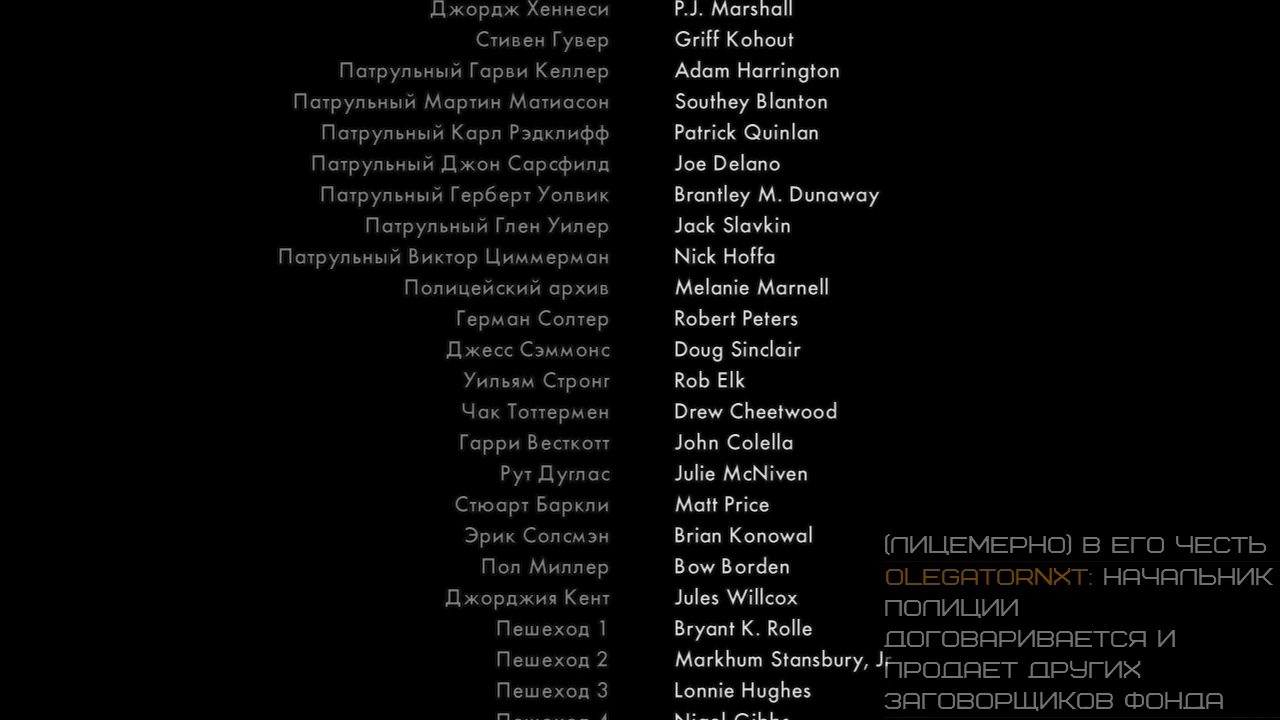 Джордж Хеннеси P.J. Marshall
Стивен Гувер Griff Kohout
Патрульный Гарви Келлер Adam Harrington
Патрульный Мартин Матиасон Southey Blanton
Патрульный Карл Рэдклифф Patrick Quinlan
Патрульный Джон Сарсфилд Joe Delano
Патрульный Герберт Уолвик Brantley M. Dunaway
Патрульный Глен Уилер Jack Slavkin
Патрульный Виктор Циммерман Nick Hoffa
Полицейский архив Melanie Marnell
Герман Солтер Robert Peters
Джесс Сэммонс Doug Sinclair
Уильям Стронг Rob Elk
Чак Тоттермен Drew Cheetwood
Гарри Весткотт John Colella
Рут Дуглас Julie McNiven
Стюарт Баркли Matt Price
Эрик Солсмэн Brian Konowal
Пол Миллер Bow Borden
Джорджия Кент Jules Willcox
Пешеход 1 Bryant K. Rolle
Пешеход 2 Markhum Stansbury, Jr
Пешеход 3 Lonnie Hughes
Пешеход 4 Nigel Gibbs
(ЛИЦЕМЕРНО) В ЕГО ЧЕСТЬ
OLEGATORNXT: НАЧАЛЬНИК
ПОЛИЦИИ
ДОГОВАРИВАЕТСЯ И
ПРОДАЕТ ДРУГИХ
ЗАГОВОРЩИКОВ ФОНДА